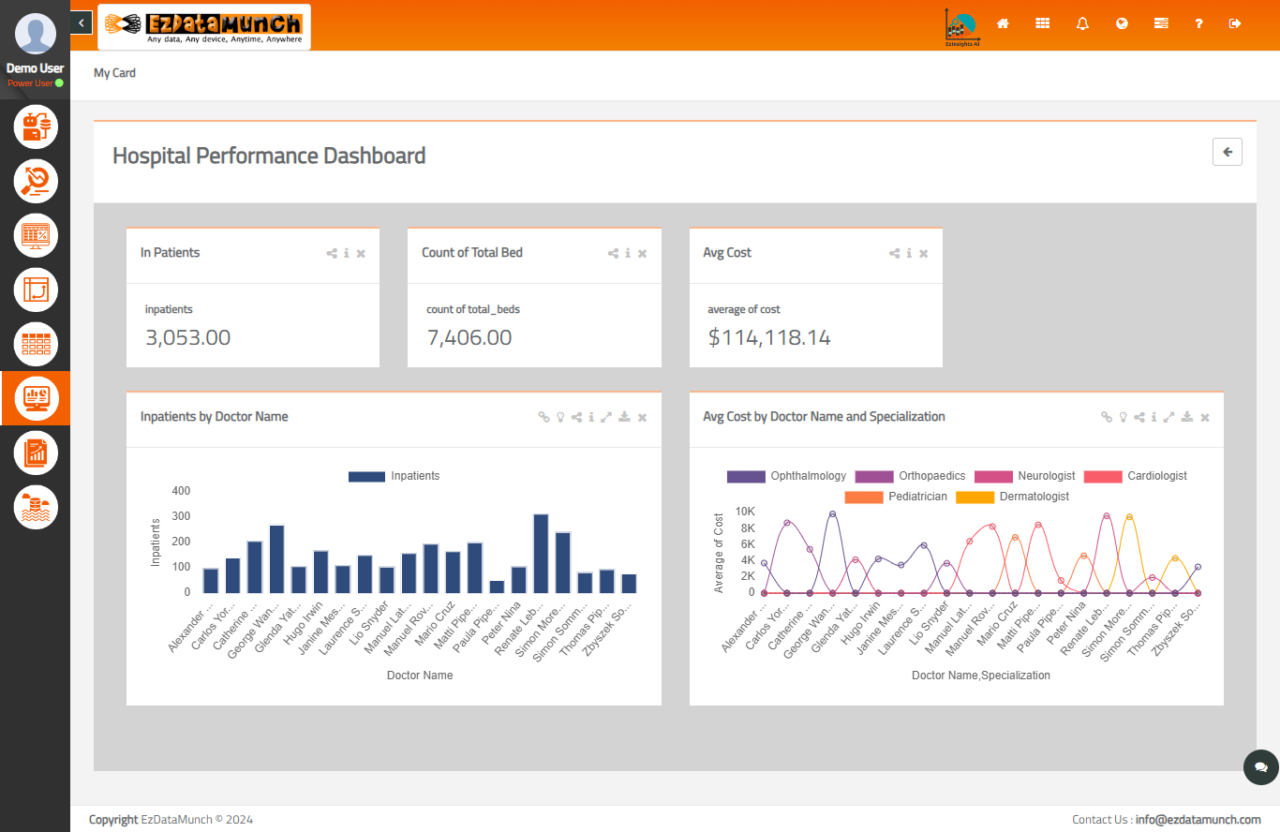 EzDataMunch
Any data, Any device, Anytime, Anywhere
EzInsights AI
Demo User
Power User
My Card
Hospital Performance Dashboard
In Patients
Count of Total Bed
Avg Cost
inpatients
count of total_beds
average of cost
3,053.00
7,406.00
$114,118.14
Inpatients by Doctor Name
Inpatients
400
300
200
100
0
Inpatients
Alexander ...
Carlos Yor...
Catherine ...
George Wan...
Glenda Yat...
Hugo Irwin
Janine Mes...
Laurence S...
Lio Snyder
Manuel Lat...
Manuel Rov...
Mario Cruz
Matti Pipe...
Paula Pipe...
Peter Nina
Renate Leb...
Simon More...
Simon Somm...
Thomas Pip...
Zbyszek So...
Doctor Name
Avg Cost by Doctor Name and Specialization
Ophthalmology Orthopaedics Neurologist Cardiologist
Pediatrician Dermatologist
10K
8K
6K
4K
2K
0
Average of Cost
Alexander ...
Carlos Yor...
Catherine ...
George Wan...
Glenda Yat...
Hugo Irwin
Janine Mes...
Laurence S...
Lio Snyder
Manuel Lat...
Manuel Rov...
Mario Cruz
Matti Pipe...
Paula Pipe...
Peter Nina
Renate Leb...
Simon More...
Simon Somm...
Thomas Pip...
Zbyszek So...
Doctor Name,Specialization
Copyright EzDataMunch © 2024
Contact Us : info@ezdatamunch.com